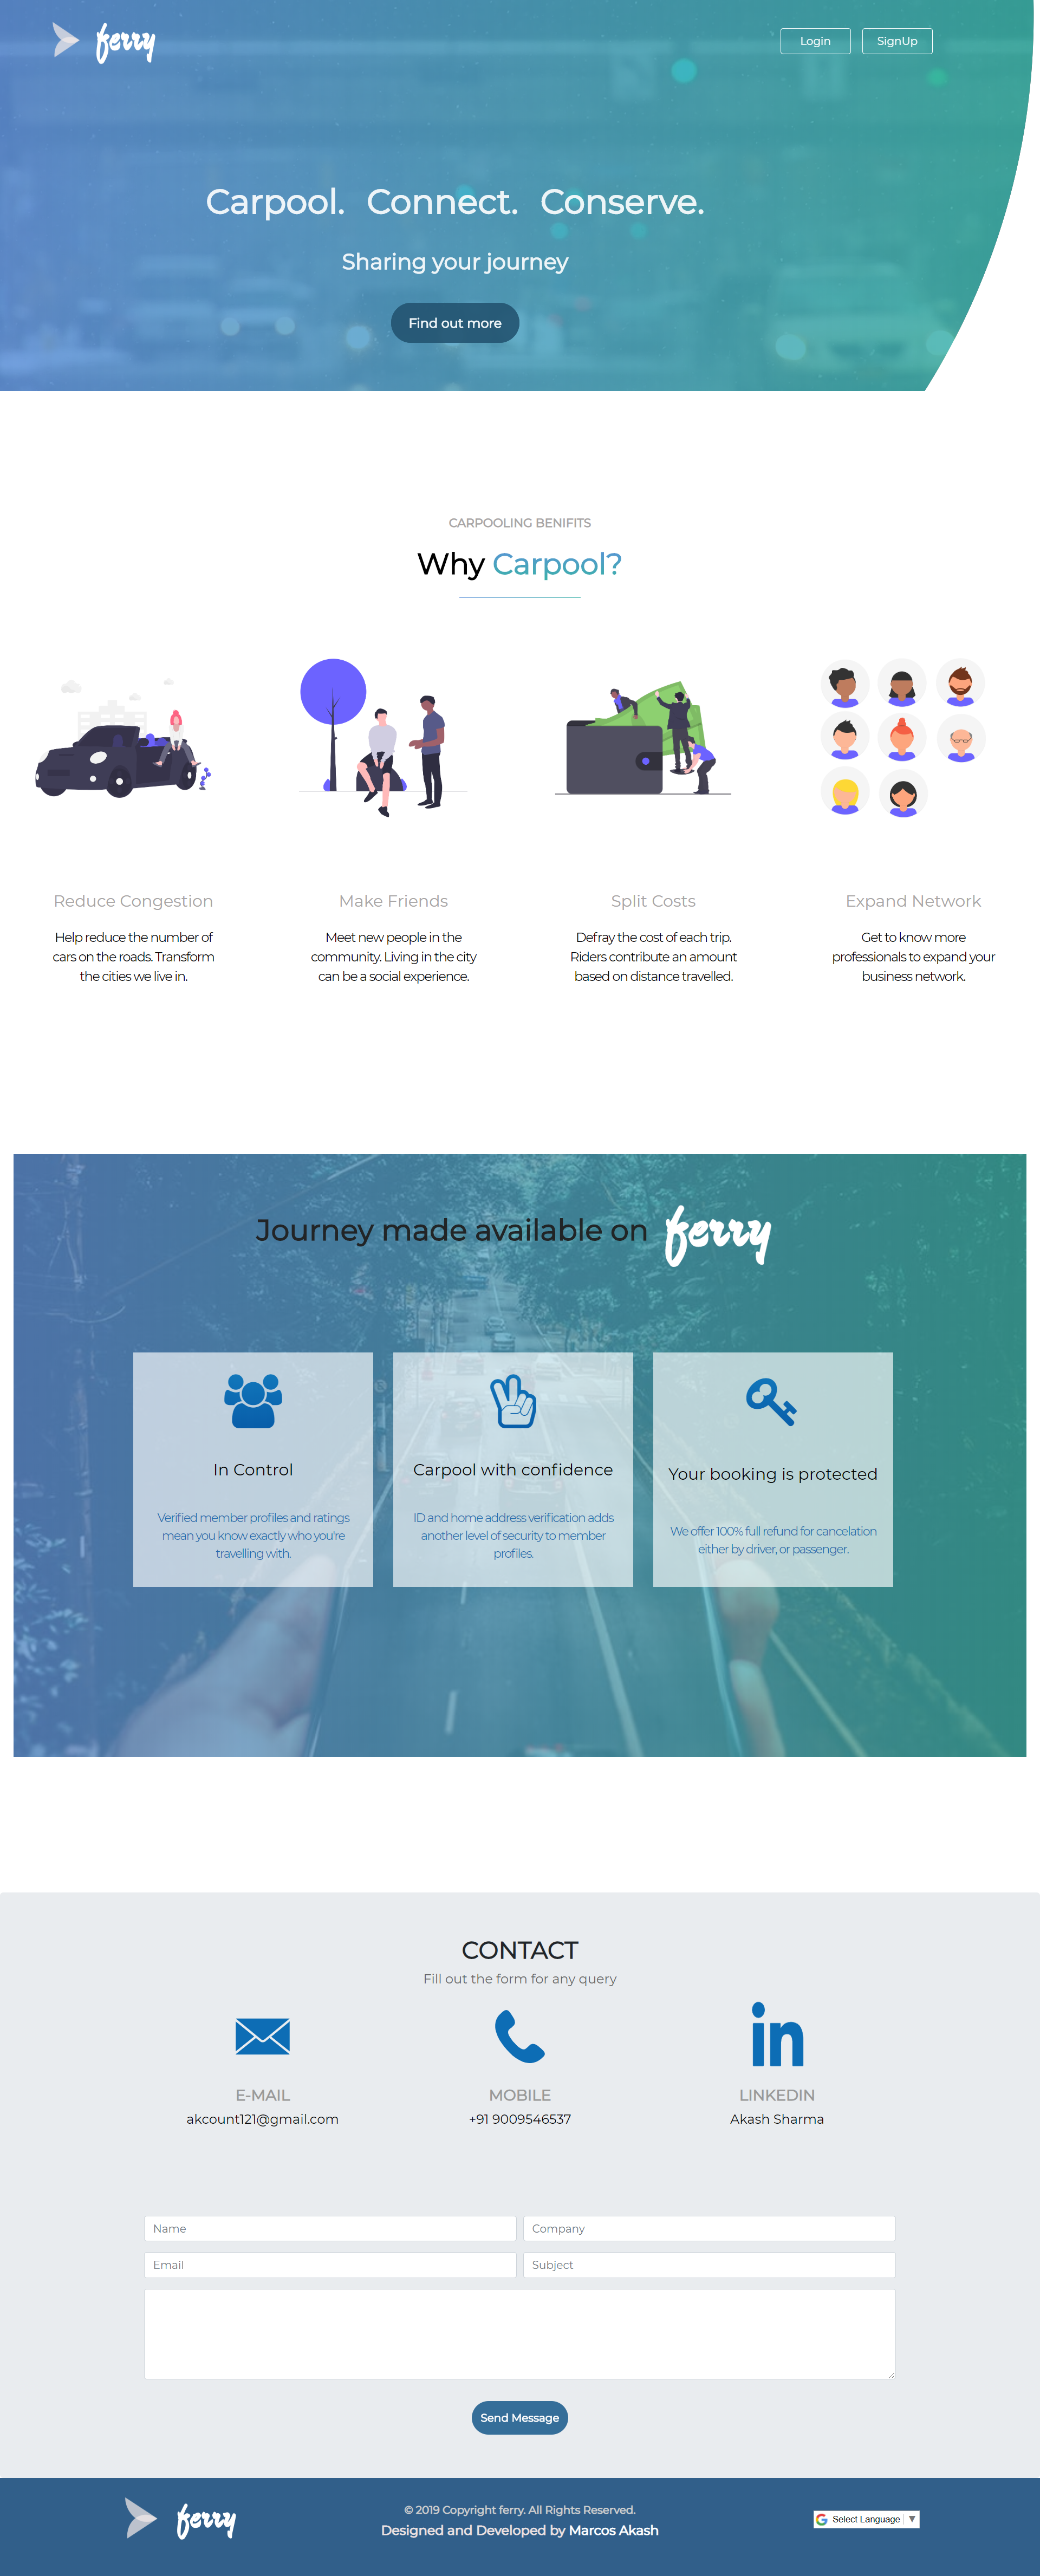 ferry
Login
SignUp
Carpool. Connect. Conserve.
Sharing your journey
Find out more
CARPOOLING BENIFITS
Why Carpool?
Reduce Congestion
Help reduce the number of
cars on the roads. Transform
the cities we live in.
Make Friends
Meet new people in the
community. Living in the city
can be a social experience.
Split Costs
Defray the cost of each trip.
Riders contribute an amount
based on distance travelled.
Expand Network
Get to know more
professionals to expand your
business network.
Journey made available on ferry
In Control
Verified member profiles and ratings
mean you know exactly who you're
travelling with.
Carpool with confidence
ID and home address verification adds
another level of security to member
profiles.
Your booking is protected
We offer 100% full refund for cancelation
either by driver, or passenger.
CONTACT
Fill out the form for any query
in
E-MAIL
akcount121@gmail.com
MOBILE
+91 9009546537
LINKEDIN
Akash Sharma
Name
Company
Email
Subject
Send Message
ferry
© 2019 Copyright ferry. All Rights Reserved.
Designed and Developed by Marcos Akash
G Select Language ▼